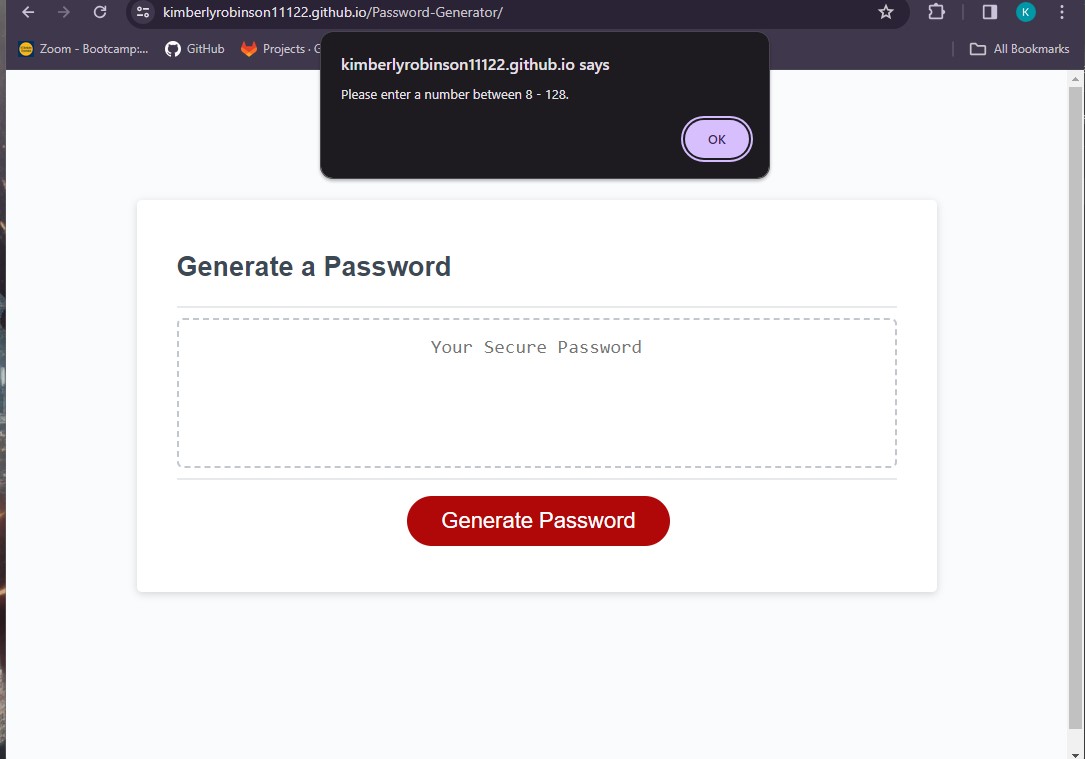 kimberlyrobinson11122.github.io/Password-Generator/
K
Zoom - Bootcamp:...
GitHub
Projects · G
All Bookmarks
kimberlyrobinson11122.github.io says
Please enter a number between 8 - 128.
OK
Generate a Password
Your Secure Password
Generate Password